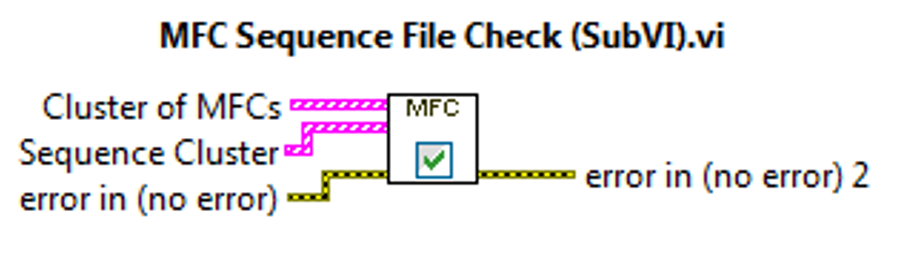 MFC Sequence File Check (SubVI).vi
Cluster of MFCs
MFC
Sequence Cluster
error in (no error)
error in (no error) 2